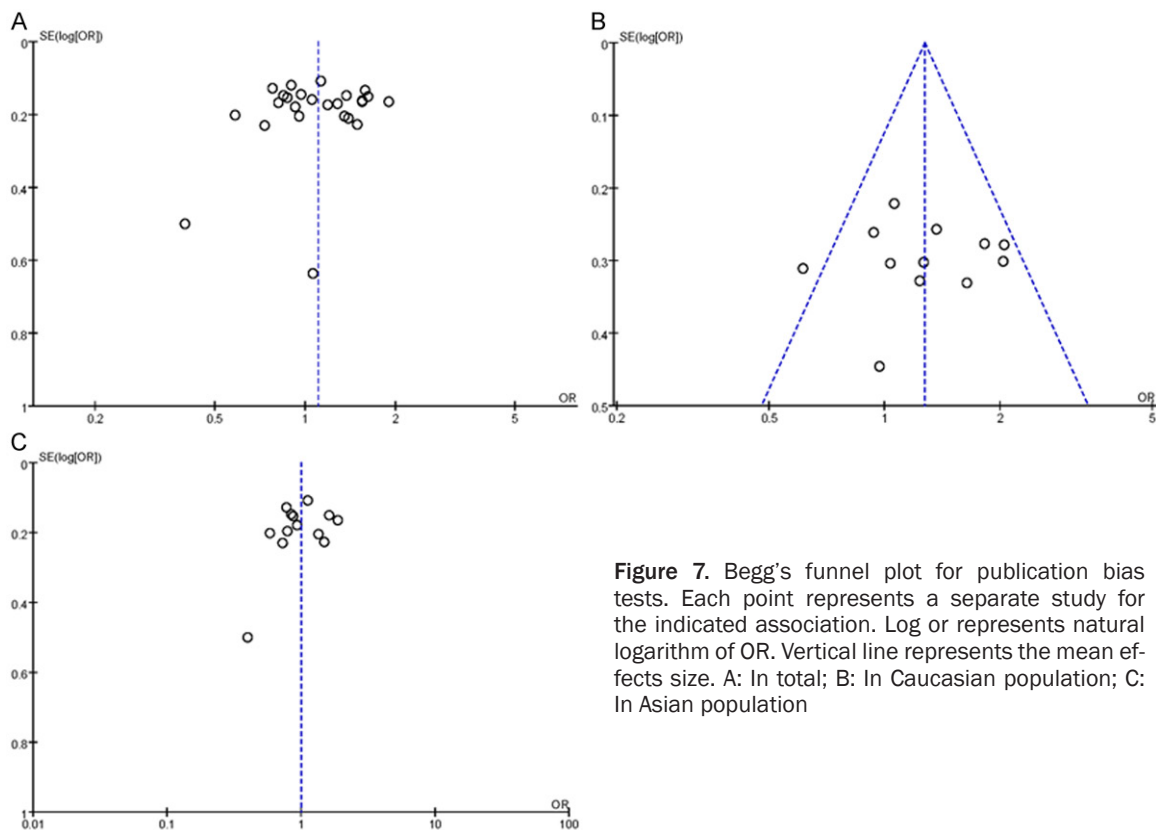 A
SE(log[OR])
0
0.2
0.4
0.6
0.8
1
0.2
0.5
1
2
5
OR
B
SE(log[OR])
0
0.1
0.2
0.3
0.4
0.5
0.2
0.5
1
2
5
OR
C
SE(log[OR])
0
0.2
0.4
0.6
0.8
1
0.01
0.1
1
10
100
OR
Figure 7. Begg's funnel plot for publication bias
tests. Each point represents a separate study for
the indicated association. Log or represents natural
logarithm of OR. Vertical line represents the mean ef-
fects size. A: In total; B: In Caucasian population; C:
In Asian population